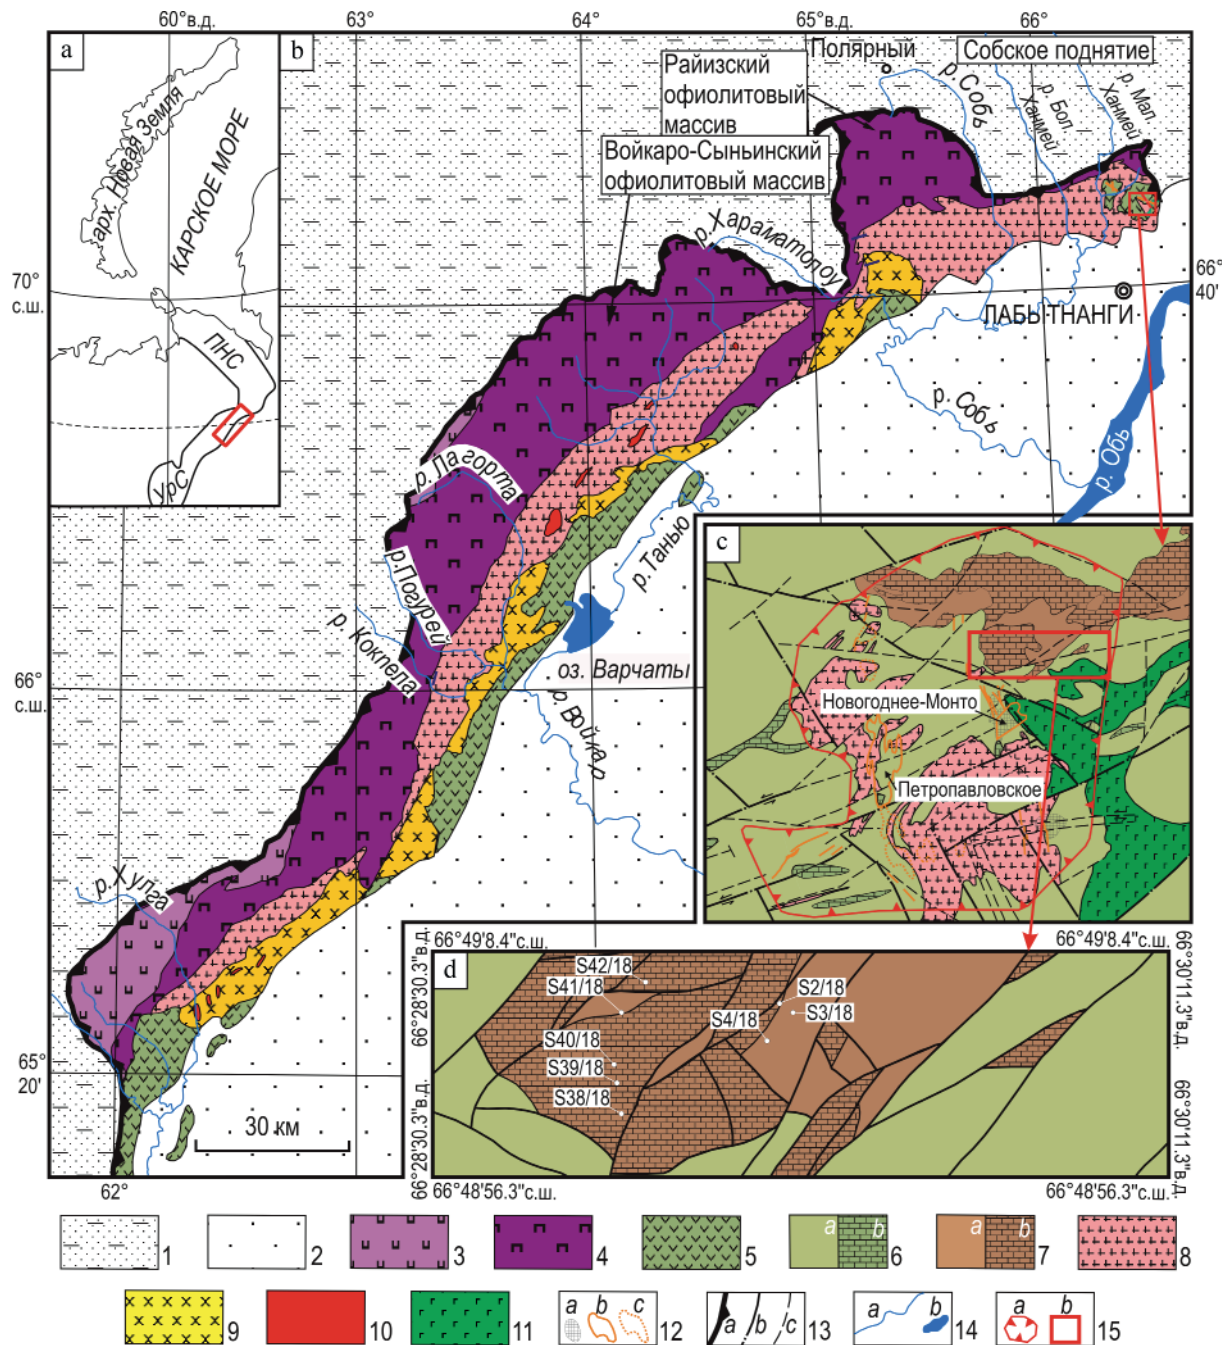 60°в.д.
63°
64°
65°в.д.
66°
a
b
арх. Новая Земля
КАРСКОЕ МОРЕ
70°
с.ш.
ПНС
УрС
Полярный
Собское поднятие
Райизский
офиолитовый
массив
Войкаро-Сыньинский
офиолитовый массив
р. Собь
р. Бол.
Ханмей
р. Мал.
Ханмей
р. Хараматолоу
66°
40'
ЛАБЫТНАНГИ
р. Собь
р. Обь
р. Лагорта
р. Танью
р. Погурей
р. Кокпела
оз. Варчаты
р. Войкар
66°
с.ш.
р. Хулга
65°
20'
30 км
62°
c
Новогоднее-Монто
Петропавловское
66°49'8.4"с.ш.
66°49'8.4"с.ш.
66°28'30.3"в.д.
66°30'11.3"в.д.
d
S42/18
S41/18
S2/18
S4/18
S3/18
S40/18
S39/18
S38/18
66°28'30.3"в.д.
66°30'11.3"в.д.
66°48'56.3"с.ш.
66°48'56.3"с.ш.
1
2
3
4
5
a b 6
a b 7
8
9
10
11
a b c 12
a b c 13
a b 14
a b 15